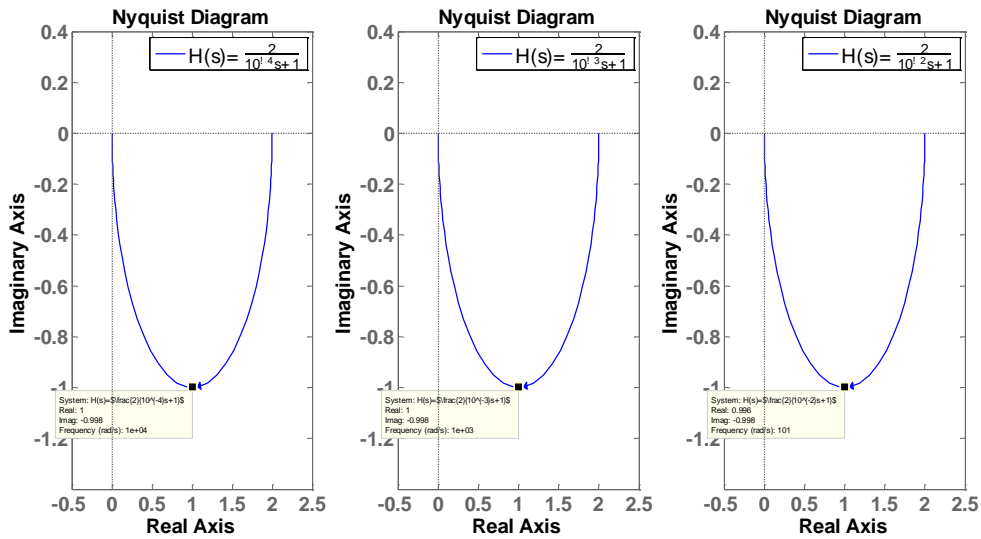 Nyquist Diagram
H(s)= 2
10! 4s+ 1
0.4
0.2
0
-0.2
-0.4
-0.6
-0.8
-1
-1.2
Imaginary Axis
System: H(s)=$\frac{2}{10^{-4}s+1}$
Real: 1
Imag: -0.998
Frequency (rad/s): 1e+04
-0.5 0 0.5 1 1.5 2 2.5
Real Axis
Nyquist Diagram
H(s)= 2
10! 3s+ 1
0.4
0.2
0
-0.2
-0.4
-0.6
-0.8
-1
-1.2
Imaginary Axis
System: H(s)=$\frac{2}{10^{-3}s+1}$
Real: 1
Imag: -0.998
Frequency (rad/s): 1e+03
-0.5 0 0.5 1 1.5 2 2.5
Real Axis
Nyquist Diagram
H(s)= 2
10! 2s+ 1
0.4
0.2
0
-0.2
-0.4
-0.6
-0.8
-1
-1.2
Imaginary Axis
System: H(s)=$\frac{2}{10^{-2}s+1}$
Real: 0.996
Imag: -0.998
Frequency (rad/s): 101
-0.5 0 0.5 1 1.5 2 2.5
Real Axis